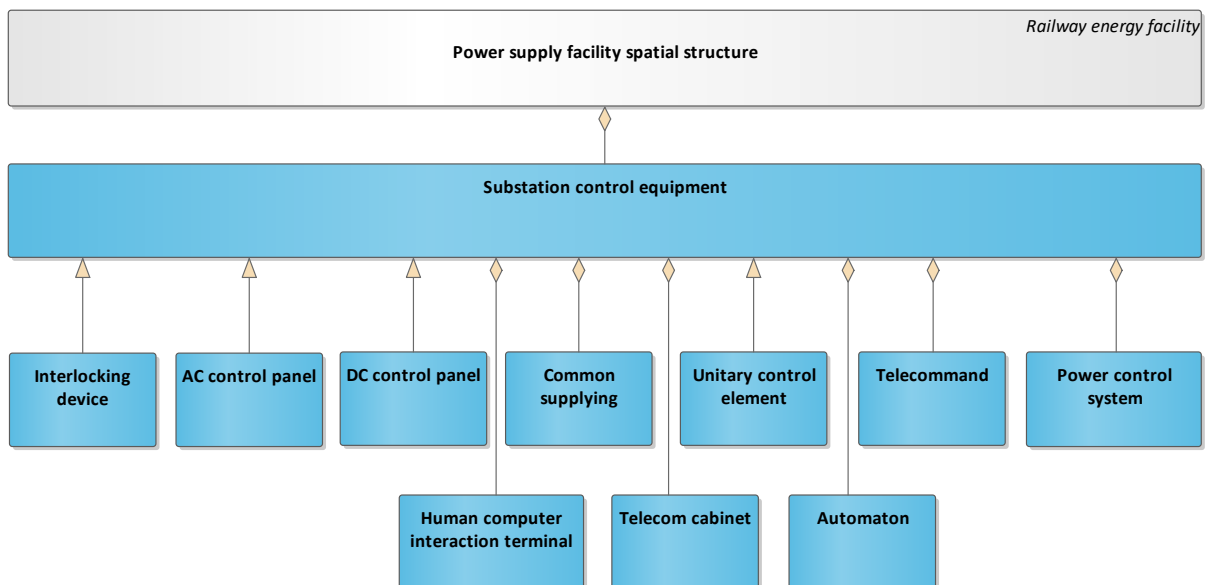 Railway energy facility
Power supply facility spatial structure
Substation control equipment
Interlocking
device
AC control panel
DC control panel
Common
supplying
Unitary control
element
Telecommand
Power control
system
Human computer
interaction terminal
Telecom cabinet
Automaton